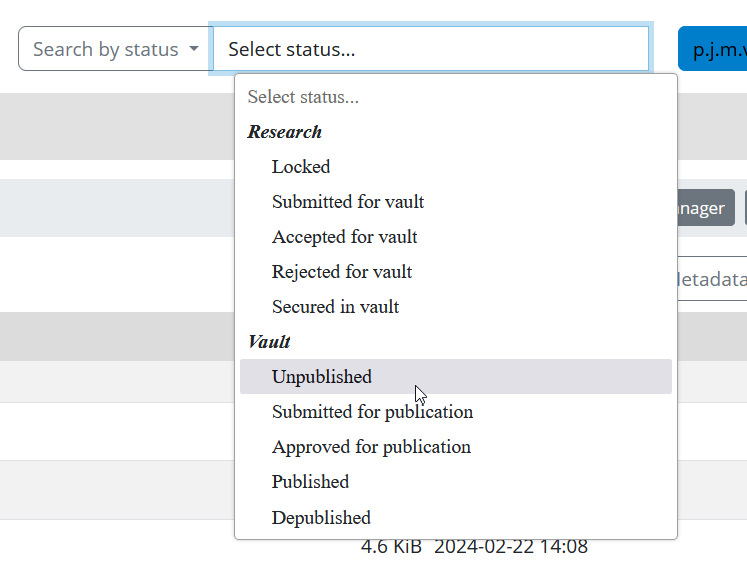 Search by status
Select status...
p.j.m.v
Select status...
Research
Locked
Submitted for vault
Accepted for vault
Rejected for vault
Secured in vault
Vault
Unpublished
Submitted for publication
Approved for publication
Published
Depublished
nager
Metadata
4.6 KiB 2024-02-22 14:08